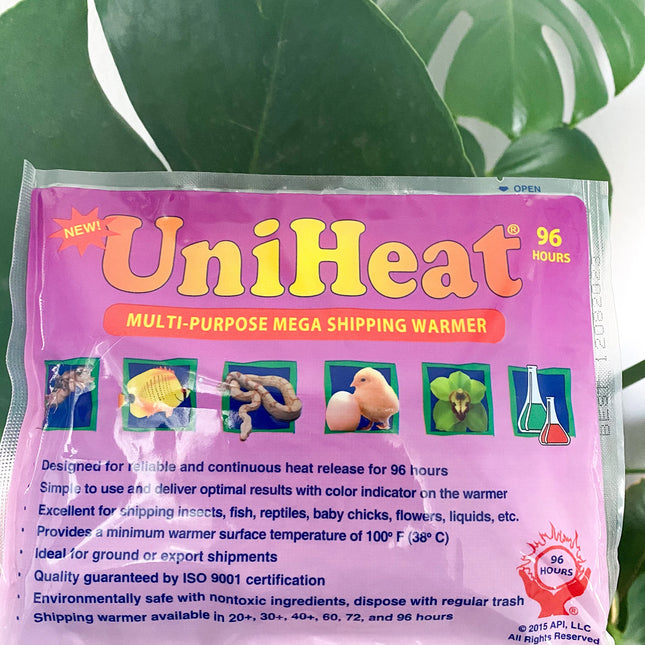 OPEN
NEW!
UniHeat®
96
HOURS
MULTI-PURPOSE MEGA SHIPPING WARMER
Designed for reliable and continuous heat release for 96 hours
Simple to use and deliver optimal results with color indicator on the warmer
Excellent for shipping insects, fish, reptiles, baby chicks, flowers, liquids, etc.
Provides a minimum warmer surface temperature of 100º F (38º C)
Ideal for ground or export shipments
Quality guaranteed by ISO 9001 certification
Environmentally safe with nontoxic ingredients, dispose with regular trash
Shipping warmer available in 20+, 30+, 40+, 60, 72, and 96 hours
96
HOURS
®
© 2015 API, LLC
All Rights Reserved
BEST